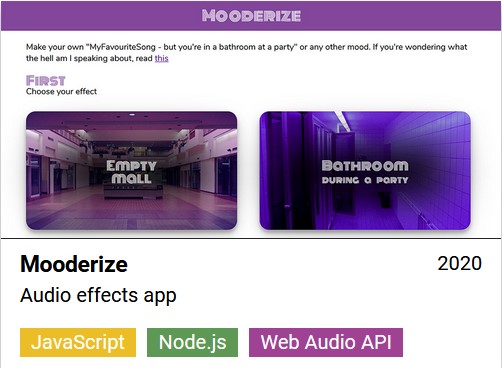 Mooderize
Make your own "MyFavouriteSong - but you're in a bathroom at a party" or any other mood. If you're wondering what
the hell am I speaking about, read this
First
Choose your effect
Empty
Mall
Bathroom
during a party
Mooderize
2020
Audio effects app
JavaScript
Node.js
Web Audio API